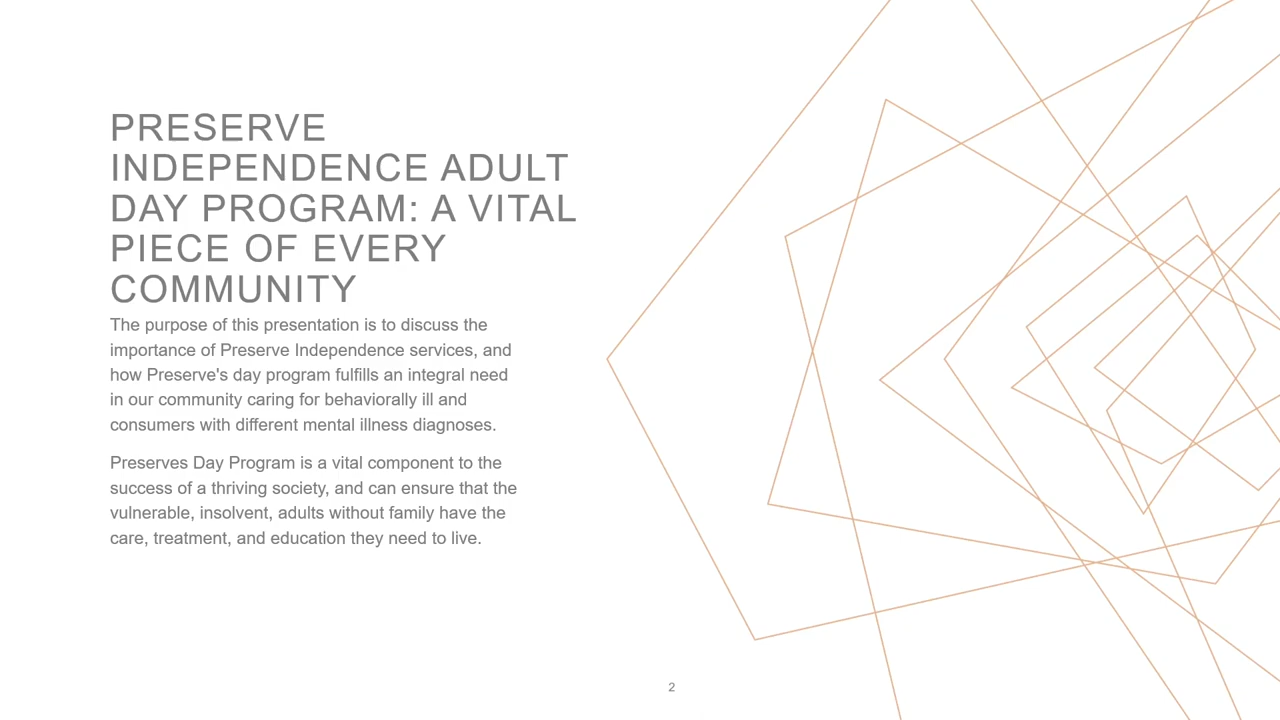 PRESERVE
INDEPENDENCE ADULT
DAY PROGRAM: A VITAL
PIECE OF EVERY
COMMUNITY
The purpose of this presentation is to discuss the
importance of Preserve Independence services, and
how Preserve's day program fulfills an integral need
in our community caring for behaviorally ill and
consumers with different mental illness diagnoses.
Preserves Day Program is a vital component to the
success of a thriving society, and can ensure that the
vulnerable, insolvent, adults without family have the
care, treatment, and education they need to live.
2